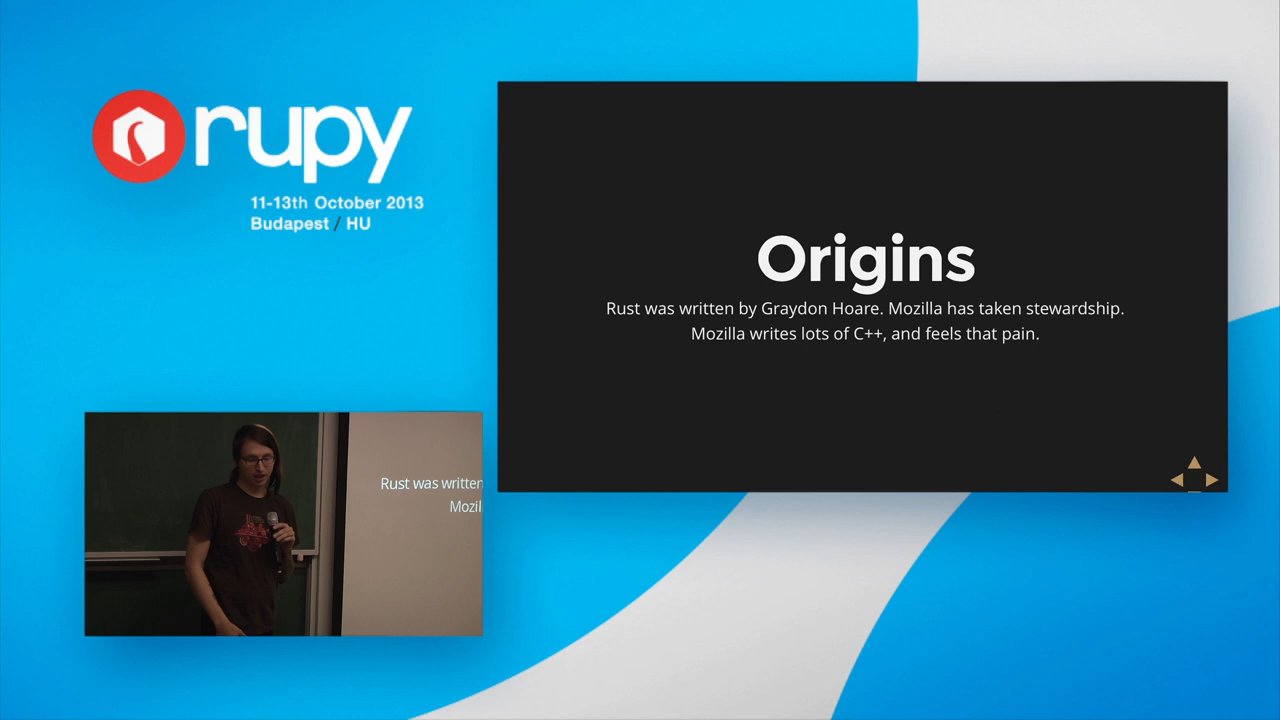 rupy
11-13th October 2013
Budapest / HU
Origins
Rust was written by Graydon Hoare. Mozilla has taken stewardship.
Mozilla writes lots of C++, and feels that pain.
Rust was written
Mozil